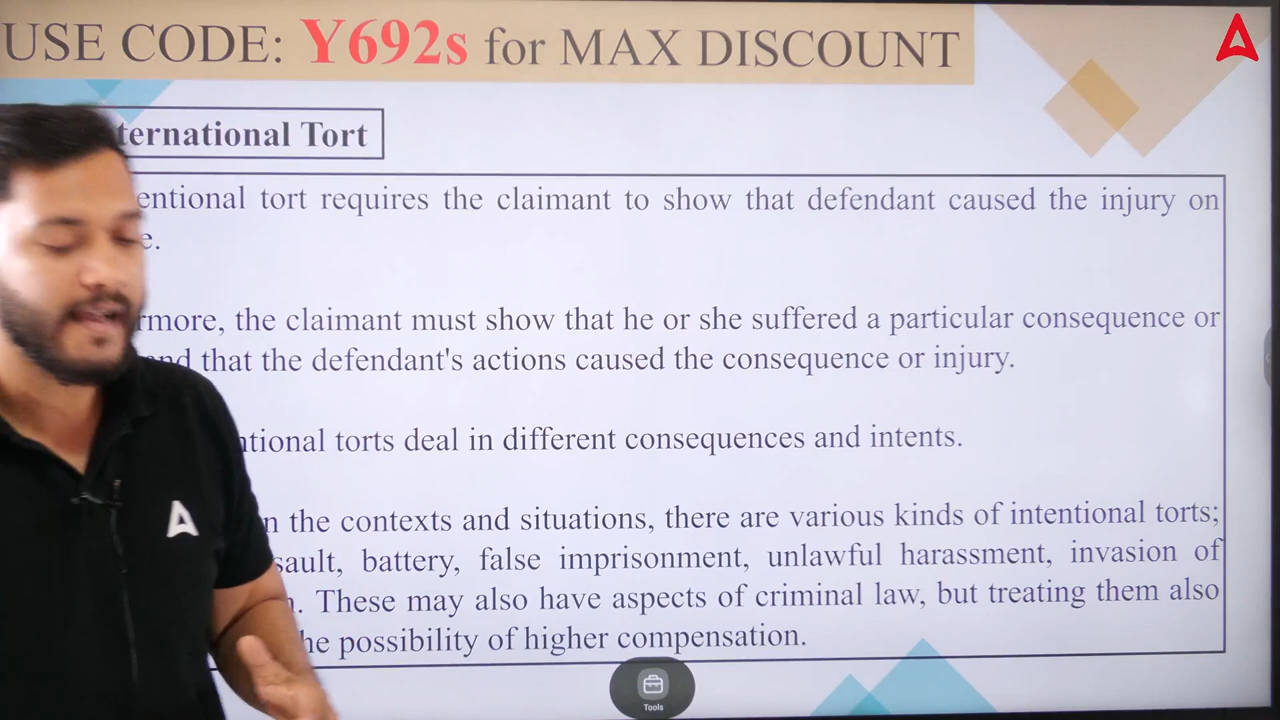 USE CODE: Y692s for MAX DISCOUNT
ternational Tort
entional tort requires the claimant to show that defendant caused the injury on
e.
rmore, the claimant must show that he or she suffered a particular consequence or
nd that the defendant's actions caused the consequence or injury.
ntional torts deal in different consequences and intents.
n the contexts and situations, there are various kinds of intentional torts;
sault, battery, false imprisonment, unlawful harassment, invasion of
n. These may also have aspects of criminal law, but treating them also
he possibility of higher compensation.
Tools